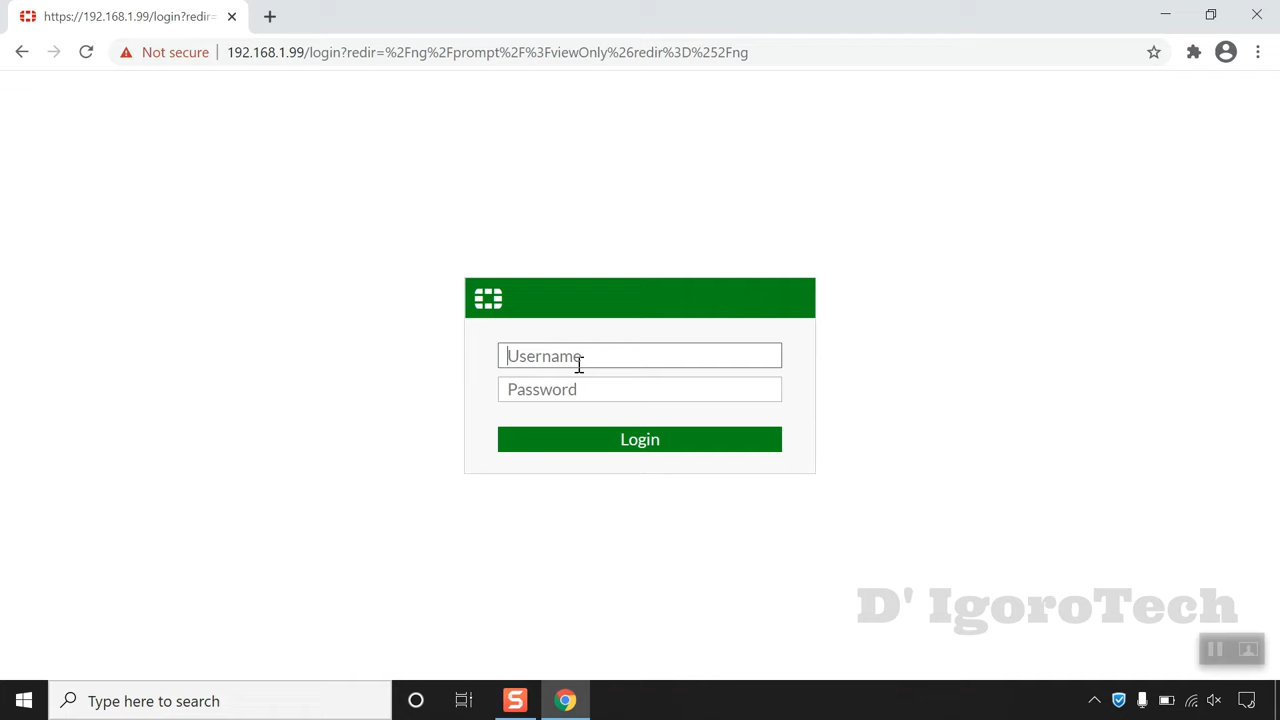 https://192.168.1.99/login?redir=
Not secure
192.168.1.99/login?redir=%2Fng%2Fprompt%2F%3FviewOnly%26redir%3D%252Fng
Username
Password
Login
D' IgoroTech
S
Type here to search